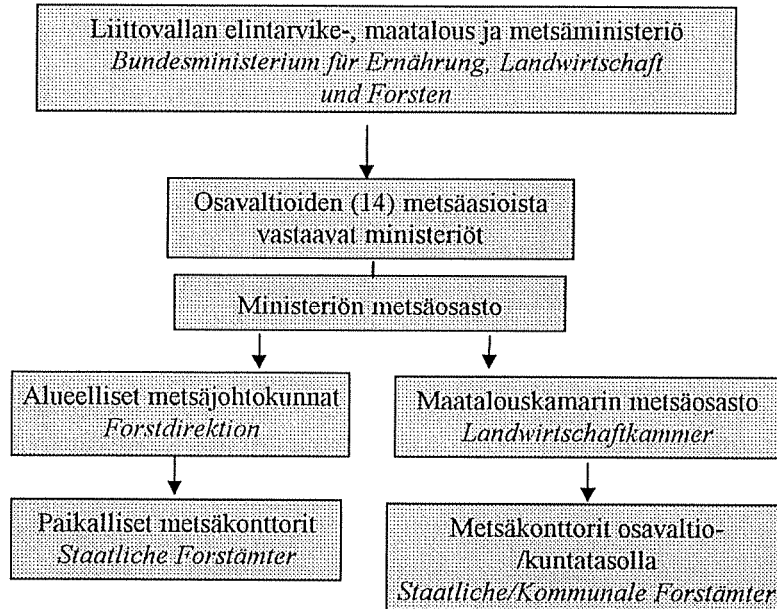 Liittovallan elintarvike-, maatalous ja metsäministeriö
Bundesministerium für Ernährung, Landwirtschaft
und Forsten
Osavaltioiden (14) metsäasioista
vastaavat ministeriöt
Ministeriön metsäosasto
Alueelliset metsäjohtokunnat
Forstdirektion
Maatalouskamarin metsäosasto
Landwirtschaftkammer
Paikalliset metsäkonttorit
Staatliche Forstämter
Metsäkonttorit osavaltio-
/kuntatasolla
Staatliche/Kommunale Forstämter